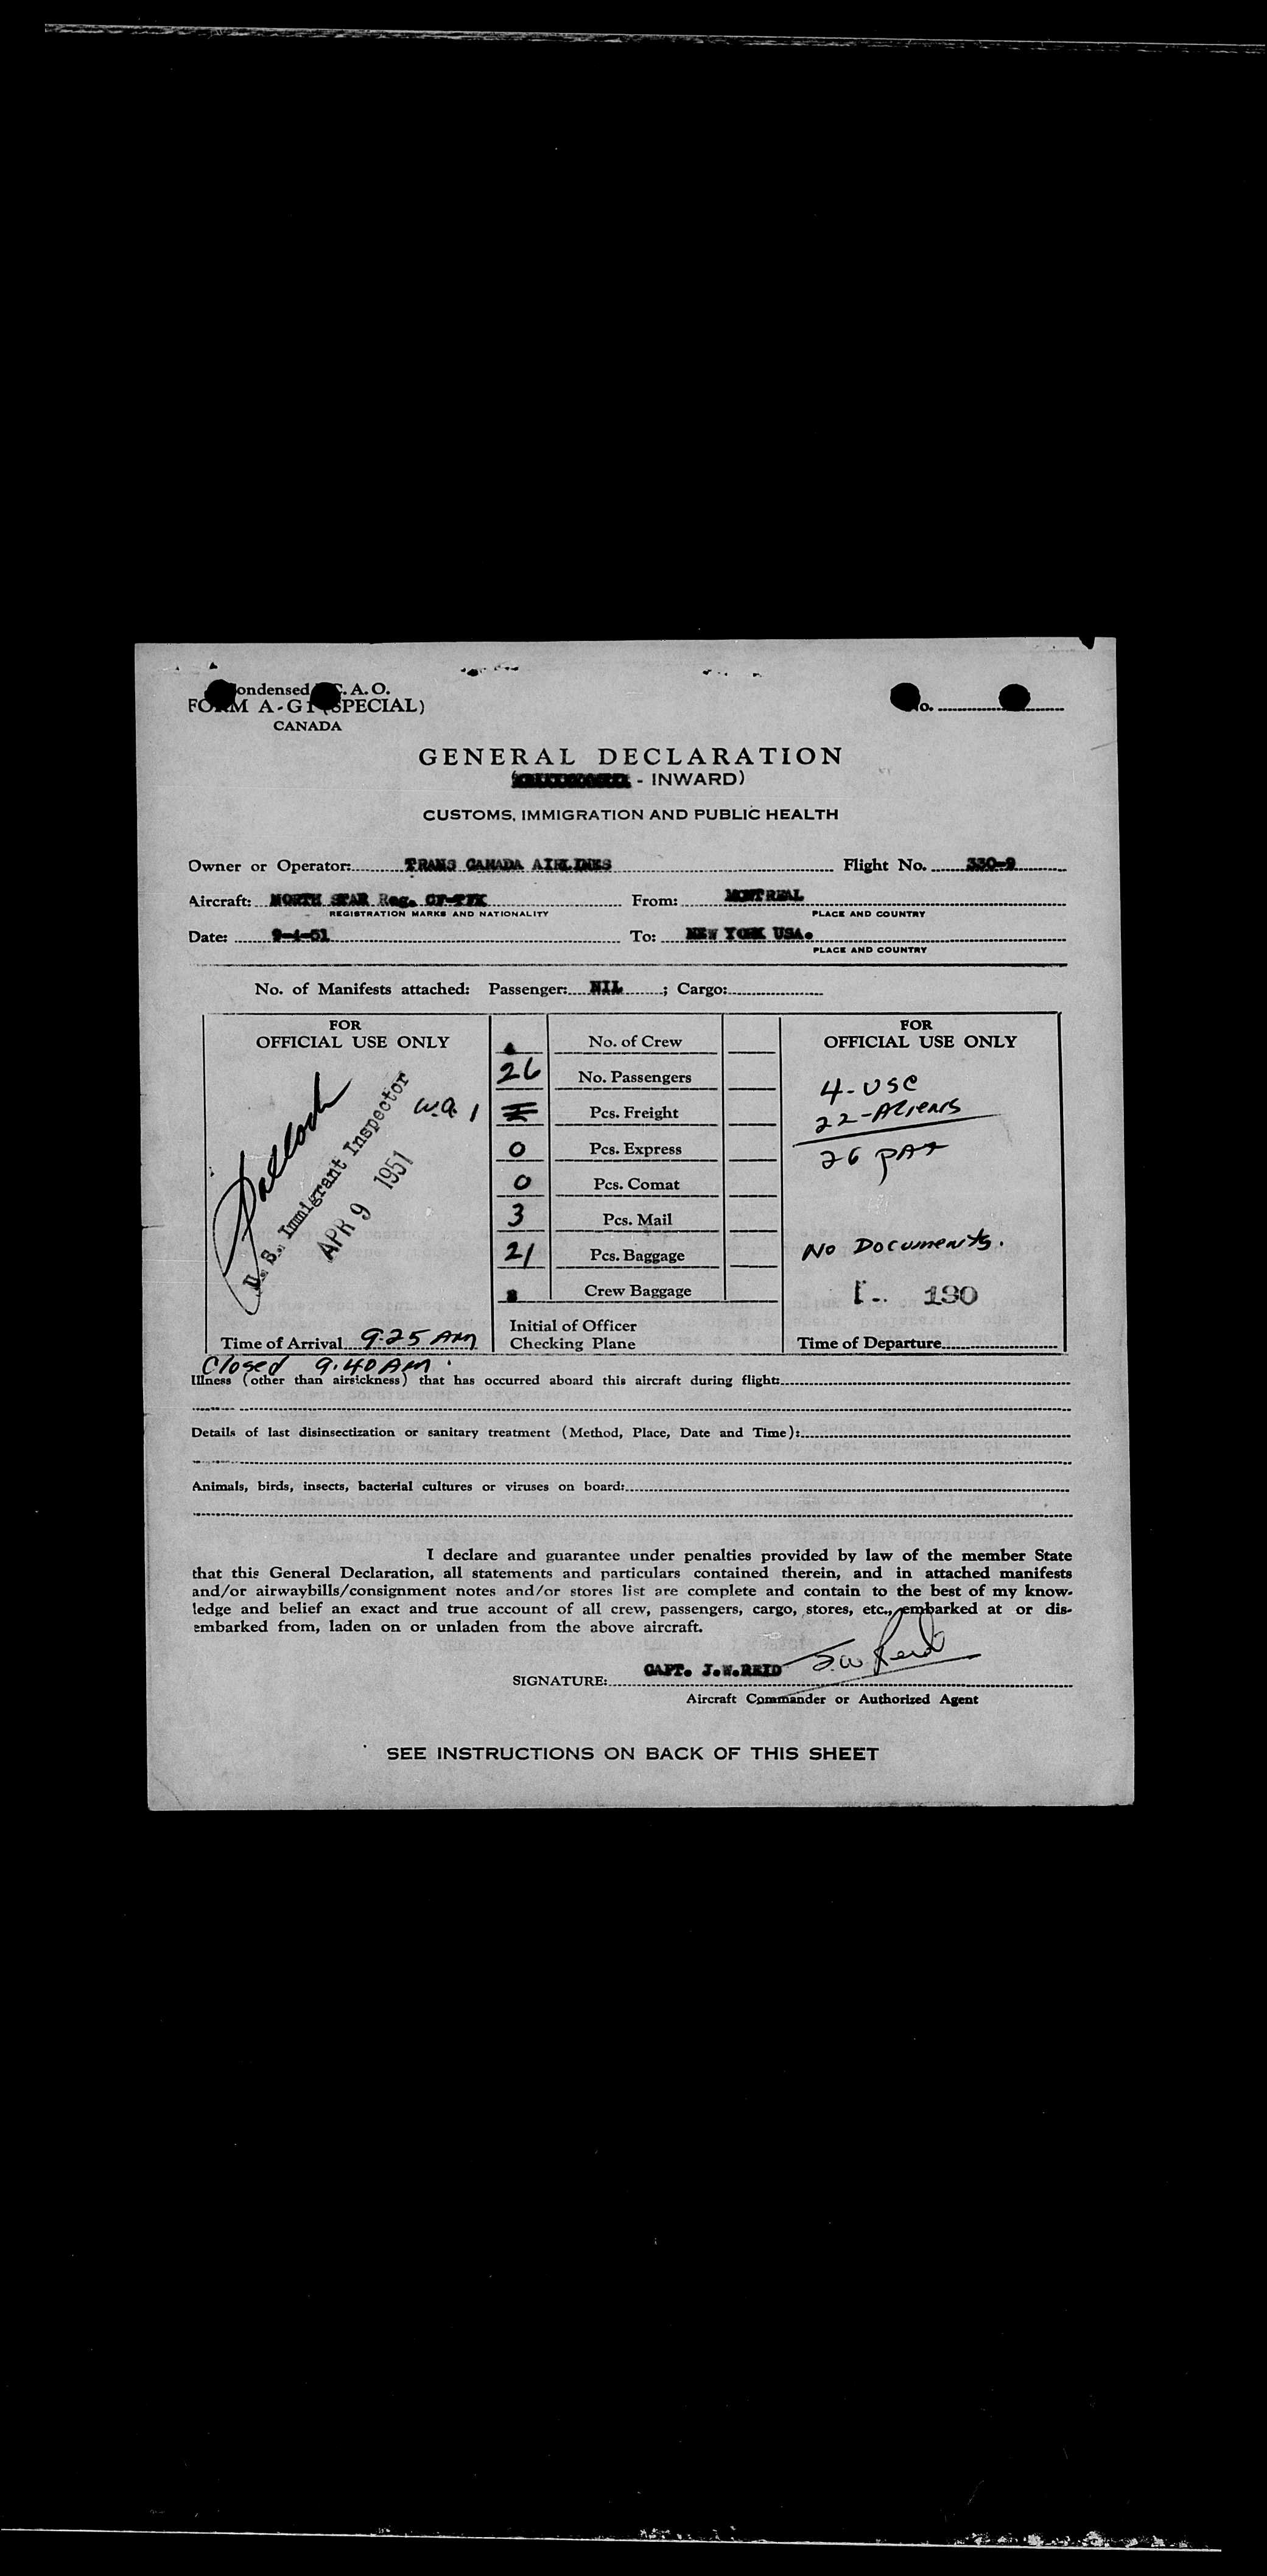 ondensed . A. O.
FORM A-G1 (SPECIAL)
No.
CANADA
GENERAL DECLARATION
- INWARD)
CUSTOMS, IMMIGRATION AND PUBLIC HEALTH
Owner or Operator: TRANS CANADA AIRLINES Flight No. 330-9
Aircraft: NORTH STAR Reg. From: MONTREAL
REGISTRATION MARKS AND NATIONALITY PLACE AND COUNTRY
Date: 9-4-51 To: NEW YORK USA.
PLACE AND COUNTRY
No. of Manifests attached: Passenger: NIL; Cargo:
FOR
OFFICIAL USE ONLY
U. S. Immigrant Inspector
APR 9 1951
W.A. 1
Time of Arrival 9:25 AM
Closed 9:40 AM.
No. of Crew
26 No. Passengers
Pcs. Freight
0 Pcs. Express
0 Pcs. Comat
3 Pcs. Mail
21 Pcs. Baggage
Crew Baggage
Initial of Officer
Checking Plane
FOR
OFFICIAL USE ONLY
4-USC
22-Aliens
26 PAX
No Documents.
190
Time of Departure
Illness (other than airsickness) that has occurred aboard this aircraft during flight:
Details of last disinsectization or sanitary treatment (Method, Place, Date and Time):
Animals, birds, insects, bacterial cultures or viruses on board:
I declare and guarantee under penalties provided by law of the member State
that this General Declaration, all statements and particulars contained therein, and in attached manifests
and/or airwaybills/consignment notes and/or stores list are complete and contain to the best of my know-
ledge and belief an exact and true account of all crew, passengers, cargo, stores, etc., embarked at or dis-
embarked from, laden on or unladen from the above aircraft.
SIGNATURE: CAPT. J.W.REID J.W Reid
Aircraft Commander or Authorized Agent
SEE INSTRUCTIONS ON BACK OF THIS SHEET